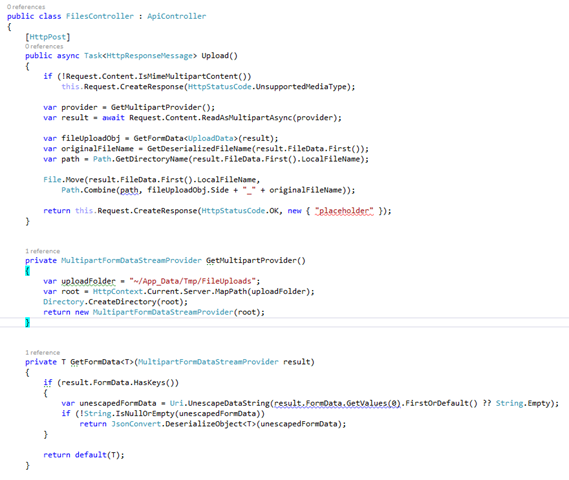 0 references
public class FilesController : ApiController
{
[HttpPost]
0 references
public async Task<HttpResponseMessage> Upload()
{
if (!Request.Content.IsMimeMultipartContent())
this.Request.CreateResponse(HttpStatusCode.UnsupportedMediaType);
var provider = GetMultipartProvider();
var result = await Request.Content.ReadAsMultipartAsync(provider);
var fileUploadObj = GetFormData<UploadData>(result);
var originalFileName = GetDeserializedFileName(result.FileData.First());
var path = Path.GetDirectoryName(result.FileData.First().LocalFileName);
File.Move(result.FileData.First().LocalFileName,
Path.Combine(path, fileUploadObj.Side + "_" + originalFileName));
return this.Request.CreateResponse(HttpStatusCode.OK, new { "placeholder" });
}
1 reference
private MultipartFormDataStreamProvider GetMultipartProvider()
{
var uploadFolder = "~/App_Data/Tmp/FileUploads";
var root = HttpContext.Current.Server.MapPath(uploadFolder);
Directory.CreateDirectory(root);
return new MultipartFormDataStreamProvider(root);
}
1 reference
private T GetFormData<T>(MultipartFormDataStreamProvider result)
{
if (result.FormData.HasKeys())
{
var unescapedFormData = Uri.UnescapeDataString(result.FormData.GetValues(0).FirstOrDefault() ?? String.Empty);
if (!String.IsNullOrEmpty(unescapedFormData))
return JsonConvert.DeserializeObject<T>(unescapedFormData);
}
return default(T);
}